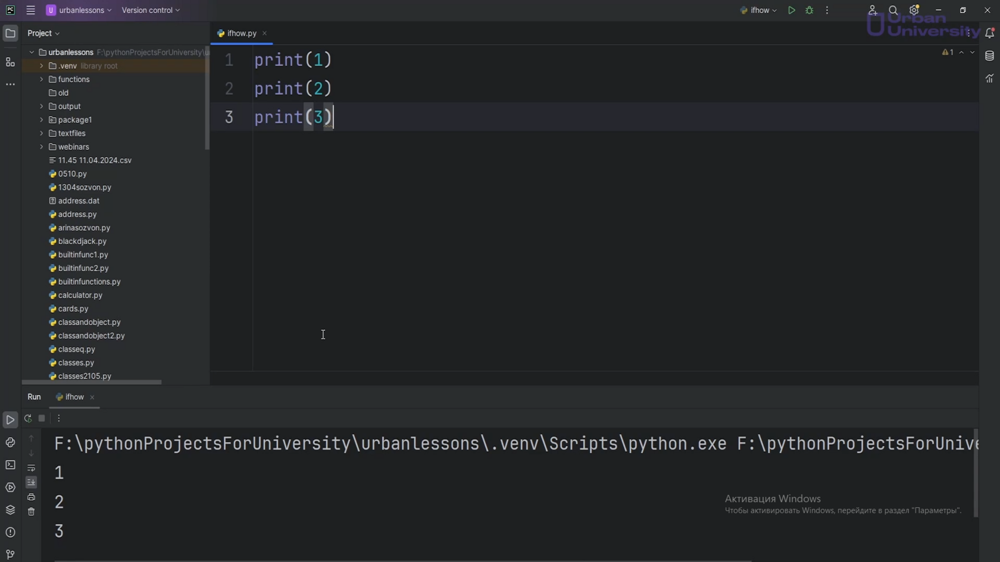 PC
U urbanlessons
Version control
ifhow
Urban
University
Project
ifhow.py
urbanlessons F:\pythonProjectsForUniversity\u
.venv library root
functions
old
output
package1
textfiles
webinars
11.45 11.04.2024.csv
0510.py
1304sozvon.py
address.dat
address.py
arinasozvon.py
blackdjack.py
builtinfunc1.py
builtinfunc2.py
builtinfunctions.py
calculator.py
cards.py
classandobject.py
classandobject2.py
classeq.py
classes.py
classes2105.py
1 print(1)
2 print(2)
3 print(3)
1
Run
ifhow
F:\pythonProjectsForUniversity\urbanlessons\.venv\Scripts\python.exe F:\pythonProjectsForUnive
1
2
3
Активация Windows
Чтобы активировать Windows, перейдите в раздел "Параметры".